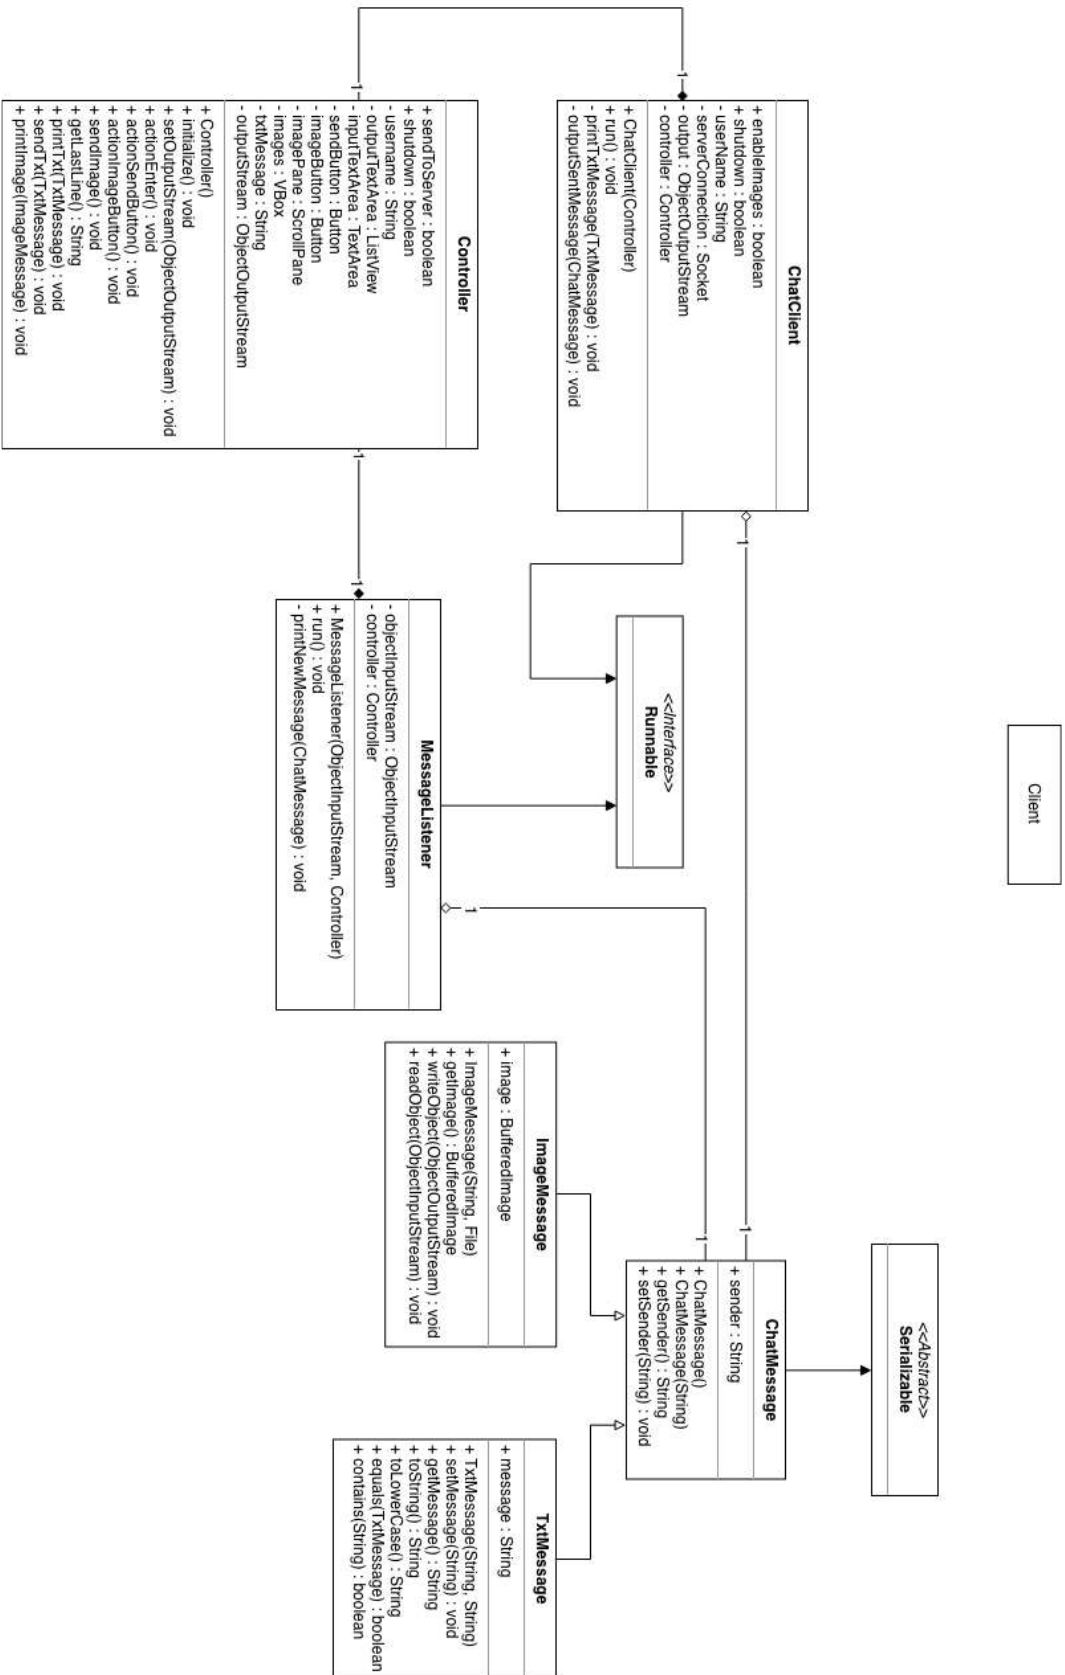 Client
ChatClient
+ enableImages : boolean
+ shutdown : boolean
- userName : String
- serverConnection : Socket
- output : ObjectOutputStream
- controller : Controller
+ ChatClient(Controller)
+ run() : void
- printTxtMessage(TxtMessage) : void
- outputSentMessage(ChatMessage) : void
1
1
1
1
Controller
+ sendToServer : boolean
+ shutdown : boolean
- username : String
- outputTextArea : ListView
- inputTextArea : TextArea
- sendButton : Button
- imageButton : Button
- imagePane : ScrollPane
- images : VBox
- txtMessage : String
- outputStream : ObjectOutputStream
+ Controller()
+ initialize() : void
+ setOutputStream(ObjectOutputStream) : void
+ actionEnter() : void
+ actionSendButton() : void
+ actionImageButton() : void
+ sendImage() : void
+ getLastLine() : String
+ printTxt(TxtMessage) : void
+ sendTxt(TxtMessage) : void
+ printImage(ImageMessage) : void
1
1
<<Interface>>
Runnable
MessageListener
- objectInputStream : ObjectInputStream
- controller : Controller
+ MessageListener(ObjectInputStream, Controller)
+ run() : void
- printNewMessage(ChatMessage) : void
1
1
<<Abstract>>
Serializable
ChatMessage
+ sender : String
+ ChatMessage()
+ ChatMessage(String)
+ getSender() : String
+ setSender(String) : void
ImageMessage
+ image : BufferedImage
+ ImageMessage(String, File)
+ getImage() : BufferedImage
+ writeObject(ObjectOutputStream) : void
+ readObject(ObjectInputStream) : void
TxtMessage
+ message : String
+ TxtMessage(String, String)
+ setMessage(String) : void
+ getMessage() : String
+ toString() : String
+ toLowerCase() : String
+ equals(TxtMessage) : boolean
+ contains(String) : boolean